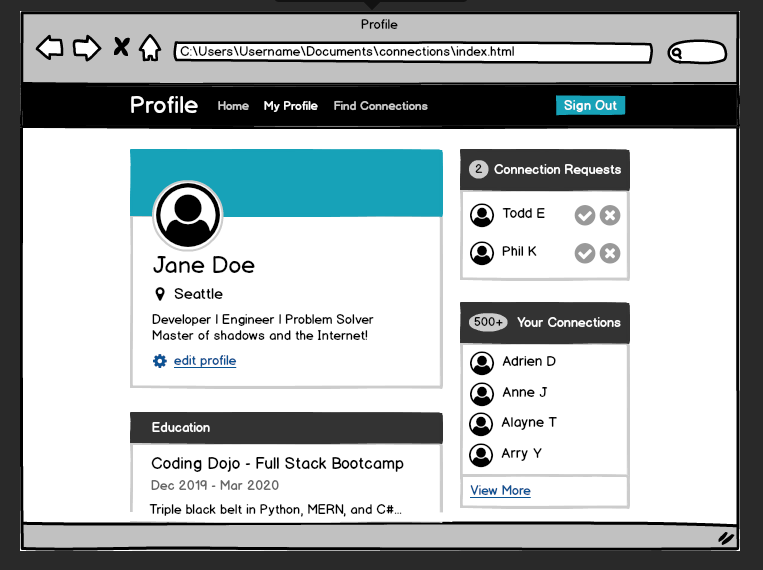 Profile
C:\Users\Username\Documents\connections\index.html
Profile Home My Profile Find Connections Sign Out
Jane Doe
Seattle
Developer | Engineer | Problem Solver
Master of shadows and the Internet!
edit profile
Education
Coding Dojo - Full Stack Bootcamp
Dec 2019 - Mar 2020
Triple black belt in Python, MERN, and C#...
2 Connection Requests
Todd E
Phil K
500+ Your Connections
Adrien D
Anne J
Alayne T
Arry Y
View More